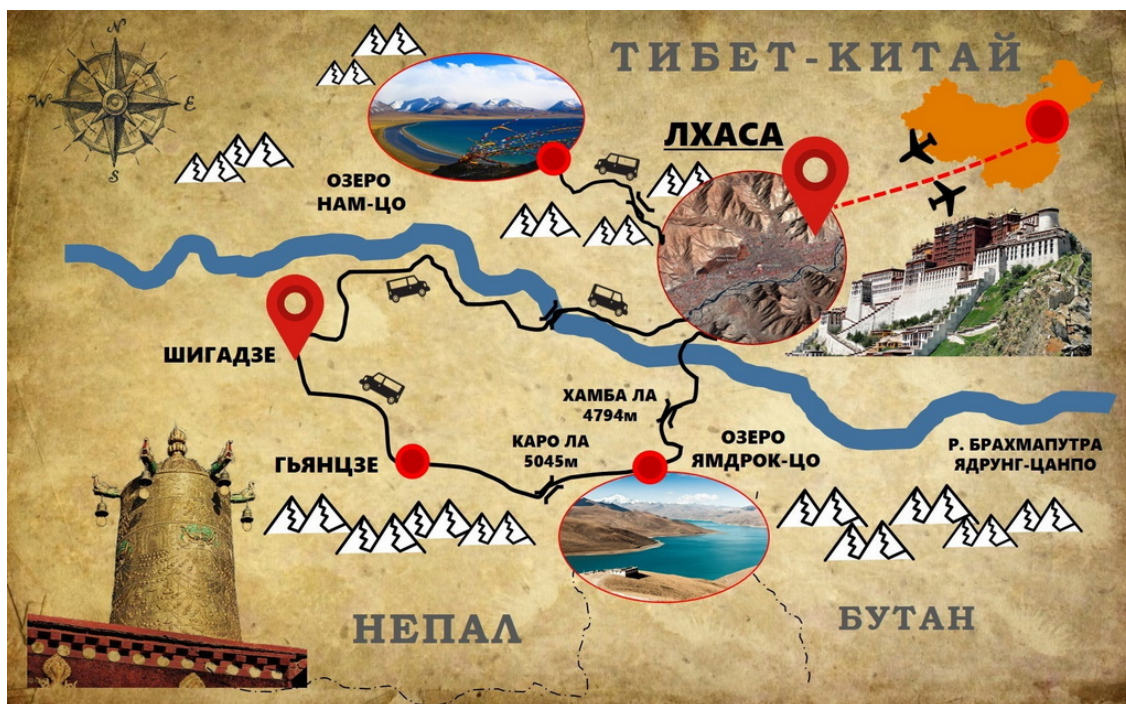 ТИБЕТ-КИТАЙ
N
W
E
S
ЛХАСА
ОЗЕРО
НАМ-ЦО
ШИГАДЗЕ
ХАМБА ЛА
4794м
КАРО ЛА
5045м
ОЗЕРО
ЯМДРОК-ЦО
ГЬЯНЦЗЕ
Р. БРАХМАПУТРА
ЯДРУНГ-ЦАНПО
НЕПАЛ
БУТАН